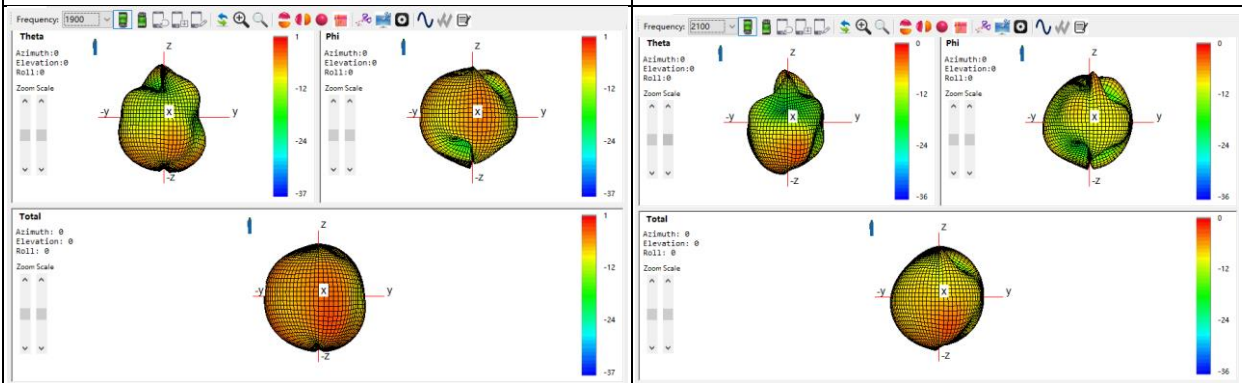 Frequency: 1900
Theta
Azimuth:0
Elevation:0
Roll:0
Zoom Scale
z
-y
X
y
-z
1
-12
-24
-37
Phi
Azimuth:0
Elevation:0
Roll:0
Zoom Scale
z
-y
X
y
-z
1
-12
-24
-37
Total
Azimuth: 0
Elevation: 0
Roll: 0
Zoom Scale
z
-y
X
y
-z
1
-12
-24
-37
Frequency: 2100
Theta
Azimuth:0
Elevation:0
Roll:0
Zoom Scale
z
-y
X
y
-z
0
-12
-24
-36
Phi
Azimuth:0
Elevation:0
Roll:0
Zoom Scale
z
-y
X
y
-z
0
-12
-24
-36
Total
Azimuth: 0
Elevation: 0
Roll: 0
Zoom Scale
z
-y
X
y
-z
0
-12
-24
-36